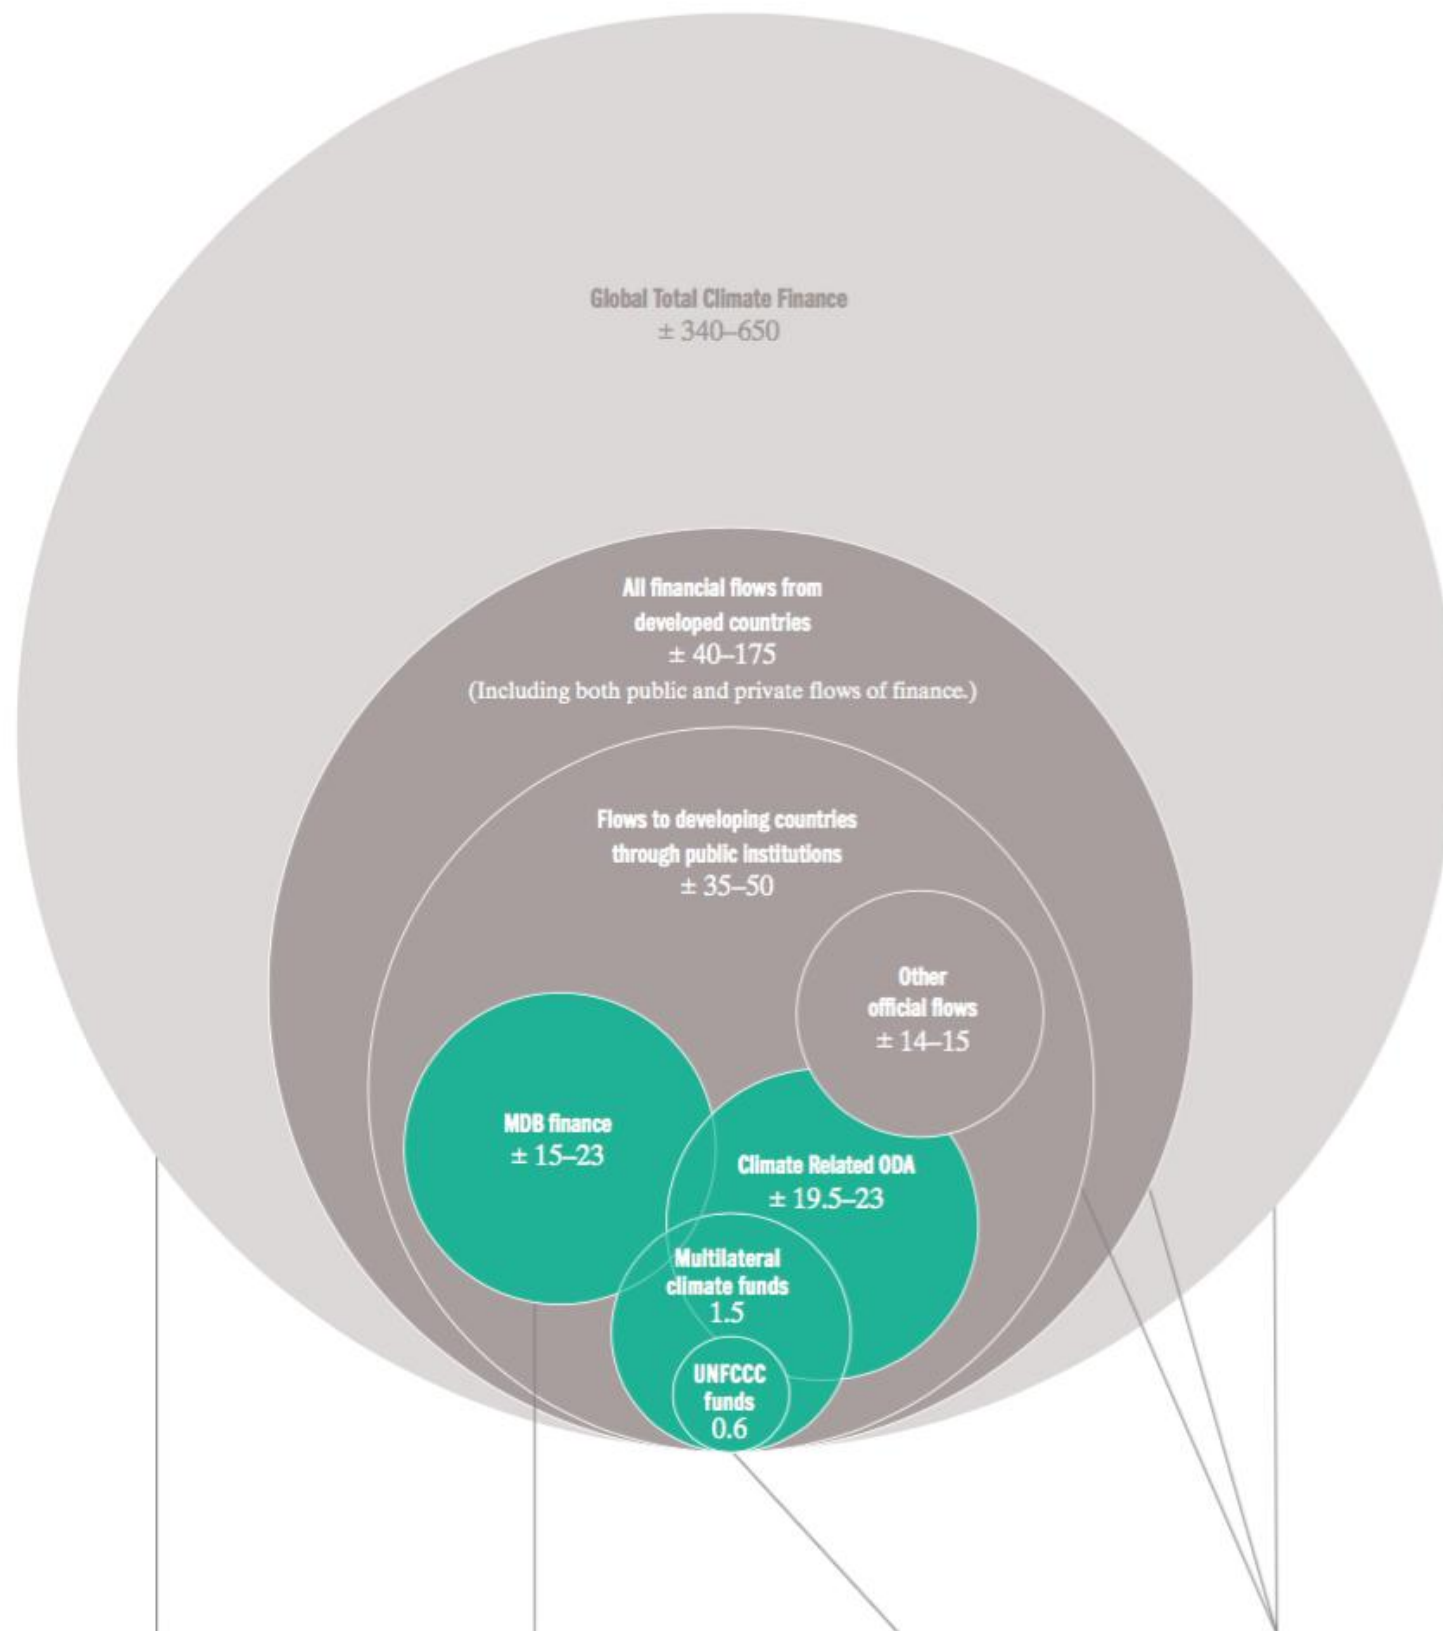 Global Total Climate Finance
± 340–650
All financial flows from
developed countries
± 40–175
(Including both public and private flows of finance.)
Flows to developing countries
through public institutions
± 35–50
Other
official flows
± 14–15
MDB finance
± 15–23
Climate Related ODA
± 19.5–23
Multilateral
climate funds
1.5
UNFCCC
funds
0.6